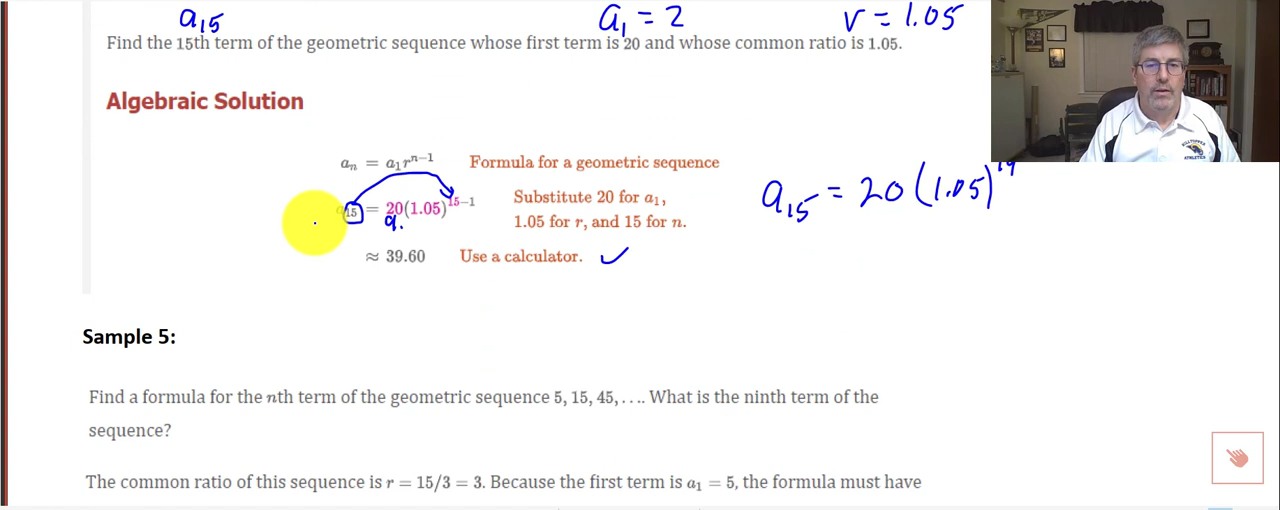 a₁₅ a₁ = 2 r = 1.05
Find the 15th term of the geometric sequence whose first term is 20 and whose common ratio is 1.05.
Algebraic Solution
aₙ = a₁rⁿ⁻¹ Formula for a geometric sequence
15 = 20(1.05)¹⁵⁻¹ Substitute 20 for a₁,
1.05 for r, and 15 for n.
a₁₅ = 20(1.05)¹⁴
≈ 39.60 Use a calculator. ✓
Sample 5:
Find a formula for the nth term of the geometric sequence 5, 15, 45, . . . . What is the ninth term of the
sequence?
The common ratio of this sequence is r = 15/3 = 3. Because the first term is a₁ = 5, the formula must have